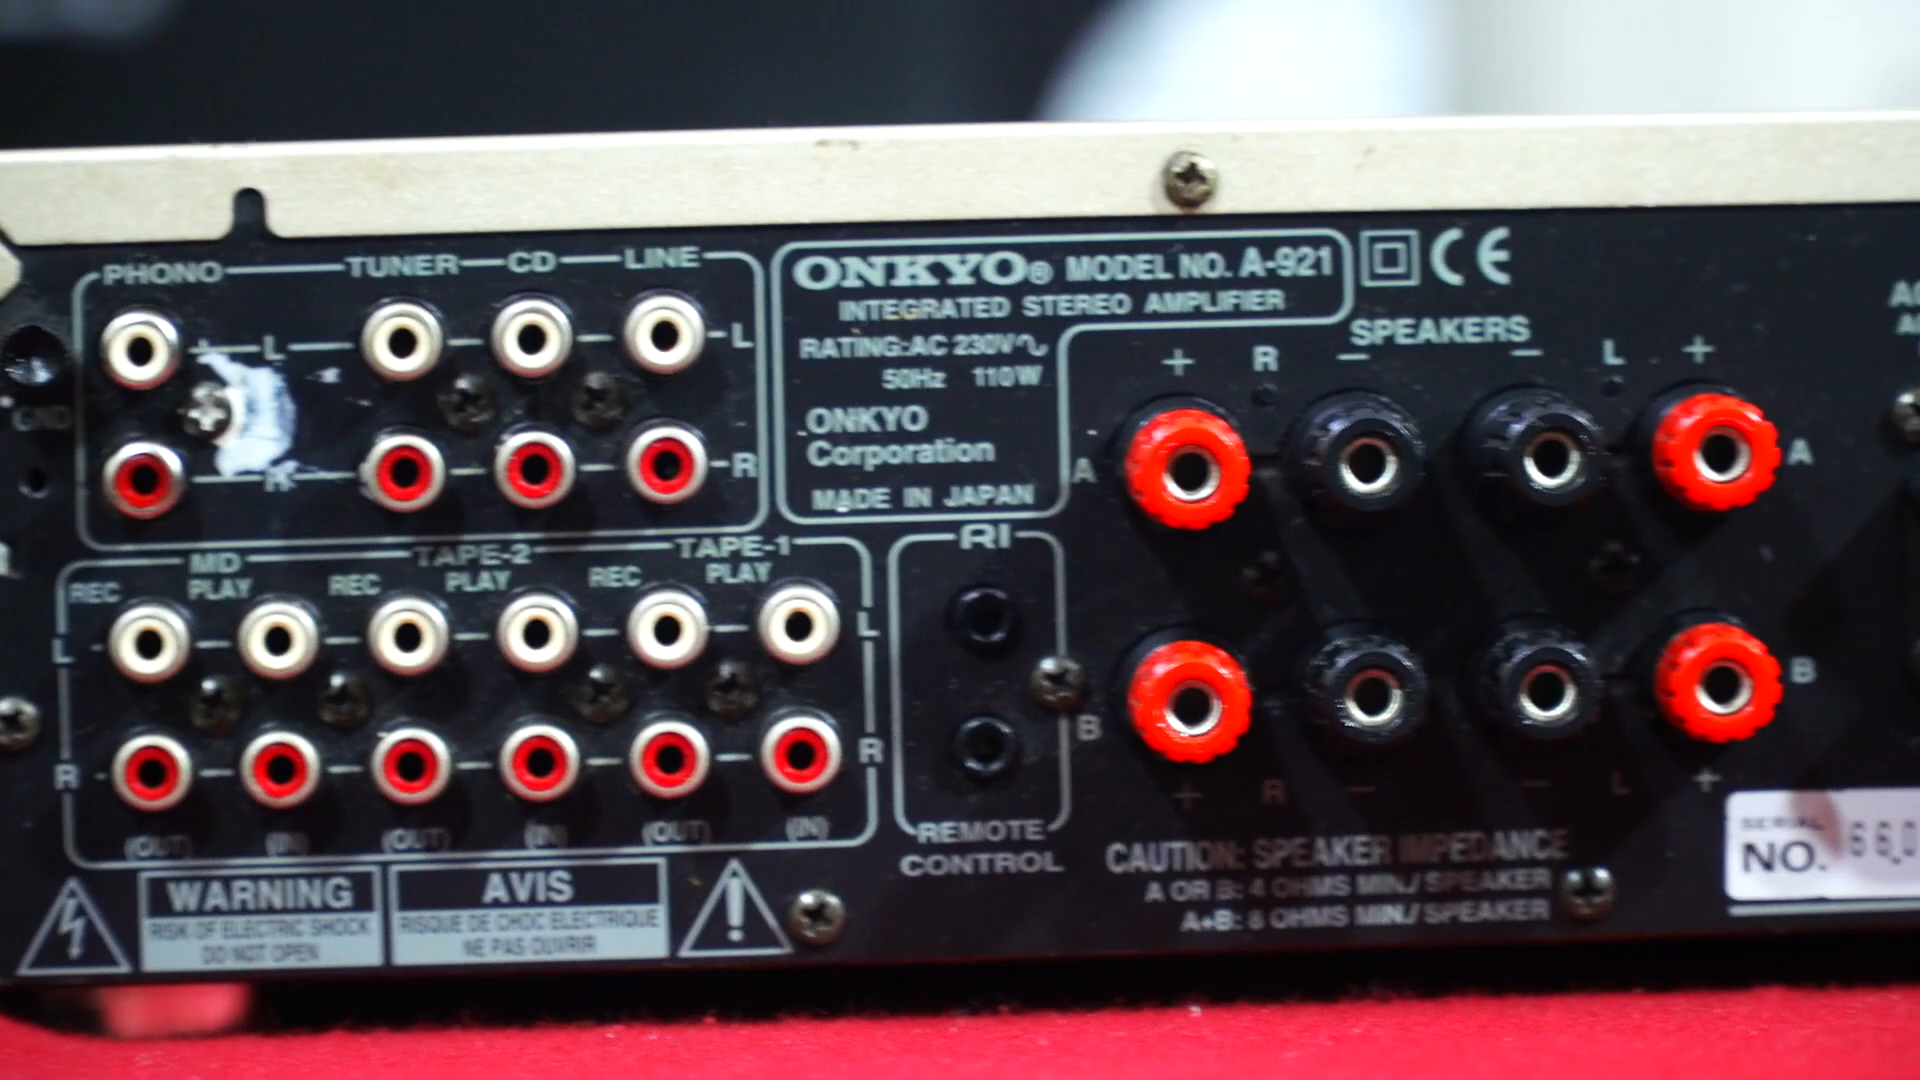 PHONO TUNER CD LINE
L L
GND
R R
ONKYO® MODEL NO. A-921
INTEGRATED STEREO AMPLIFIER
RATING:AC 230V∿
50Hz 110W
ONKYO
Corporation
MADE IN JAPAN
CE
SPEAKERS
+ R − − L +
A A
B B
+ R − − L +
MD TAPE-2 TAPE-1
REC PLAY REC PLAY REC PLAY
L L
R R
(OUT) (IN) (OUT) (IN) (OUT) (IN)
RI
REMOTE
CONTROL
CAUTION: SPEAKER IMPEDANCE
A OR B: 4 OHMS MIN./ SPEAKER
A+B: 8 OHMS MIN./ SPEAKER
SERIAL
NO.
WARNING
RISK OF ELECTRIC SHOCK
DO NOT OPEN
AVIS
RISQUE DE CHOC ELECTRIQUE
NE PAS OUVRIR